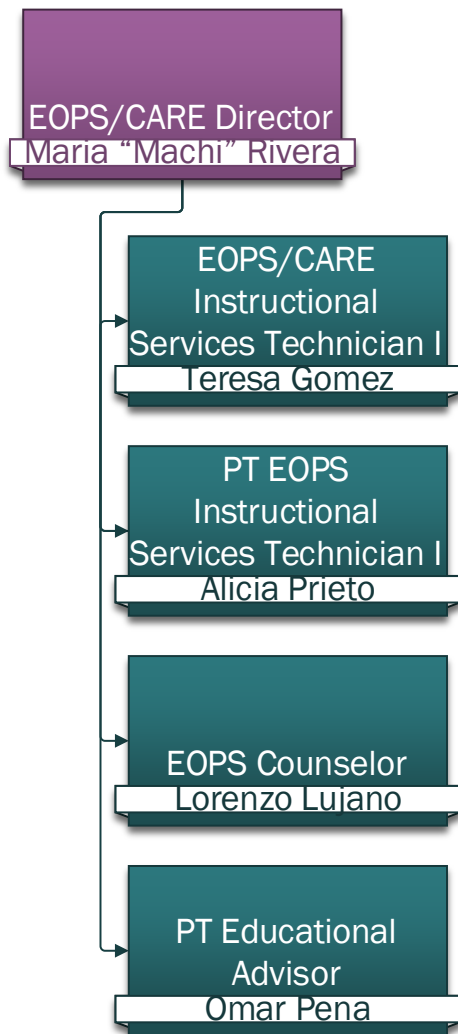 EOPS/CARE Director
Maria “Machi” Rivera
EOPS/CARE
Instructional
Services Technician I
Teresa Gomez
PT EOPS
Instructional
Services Technician I
Alicia Prieto
EOPS Counselor
Lorenzo Lujano
PT Educational
Advisor
Omar Pena